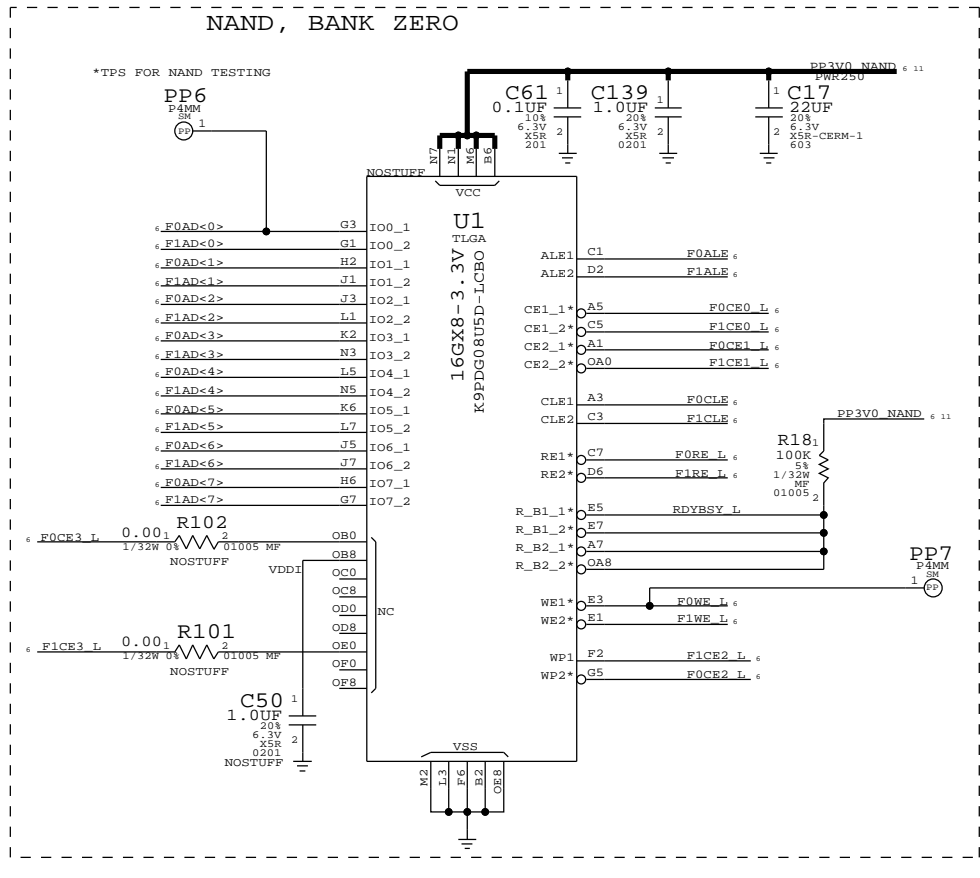 NAND, BANK ZERO
*TPS FOR NAND TESTING
PP6
P4MM
SM
PP
1
PP3V0_NAND 6 11
PWR250
C61
0.1UF
10%
6.3V
X5R
201
1
2
C139
1.0UF
20%
6.3V
X5R
0201
1
2
C17
22UF
20%
6.3V
X5R-CERM-1
603
1
2
N7
N1
M6
B6
NOSTUFF
VCC
U1
TLGA
16GX8-3.3V
K9PDG08U5D-LCBO
6 F0AD<0> G3 IO0_1
6 F1AD<0> G1 IO0_2
6 F0AD<1> H2 IO1_1
6 F1AD<1> J1 IO1_2
6 F0AD<2> J3 IO2_1
6 F1AD<2> L1 IO2_2
6 F0AD<3> K2 IO3_1
6 F1AD<3> N3 IO3_2
6 F0AD<4> L5 IO4_1
6 F1AD<4> N5 IO4_2
6 F0AD<5> K6 IO5_1
6 F1AD<5> L7 IO5_2
6 F0AD<6> J5 IO6_1
6 F1AD<6> J7 IO6_2
6 F0AD<7> H6 IO7_1
6 F1AD<7> G7 IO7_2
ALE1 C1 F0ALE 6
ALE2 D2 F1ALE 6
CE1_1* A5 F0CE0_L 6
CE1_2* C5 F1CE0_L 6
CE2_1* A1 F0CE1_L 6
CE2_2* OA0 F1CE1_L 6
CLE1 A3 F0CLE 6
CLE2 C3 F1CLE 6
PP3V0_NAND 6 11
R18
100K
5%
1/32W
MF
01005
1
2
RE1* C7 F0RE_L 6
RE2* D6 F1RE_L 6
R_B1_1* E5 RDYBSY_L
R_B1_2* E7
R_B2_1* A7
R_B2_2* OA8
PP7
P4MM
SM
PP
1
WE1* E3 F0WE_L 6
WE2* E1 F1WE_L 6
WP1 F2 F1CE2_L 6
WP2* G5 F0CE2_L 6
6 F0CE3_L 0.00 1 R102 2 OB0
1/32W 0% 01005 MF
NOSTUFF
OB8
VDDI
OC0
OC8
OD0
NC
OD8
6 F1CE3_L 0.00 1 R101 2 OE0
1/32W 0% 01005 MF
NOSTUFF
OF0
OF8
C50
1.0UF
20%
6.3V
X5R
0201
NOSTUFF
1
2
VSS
M2
L3
F6
B2
OE8